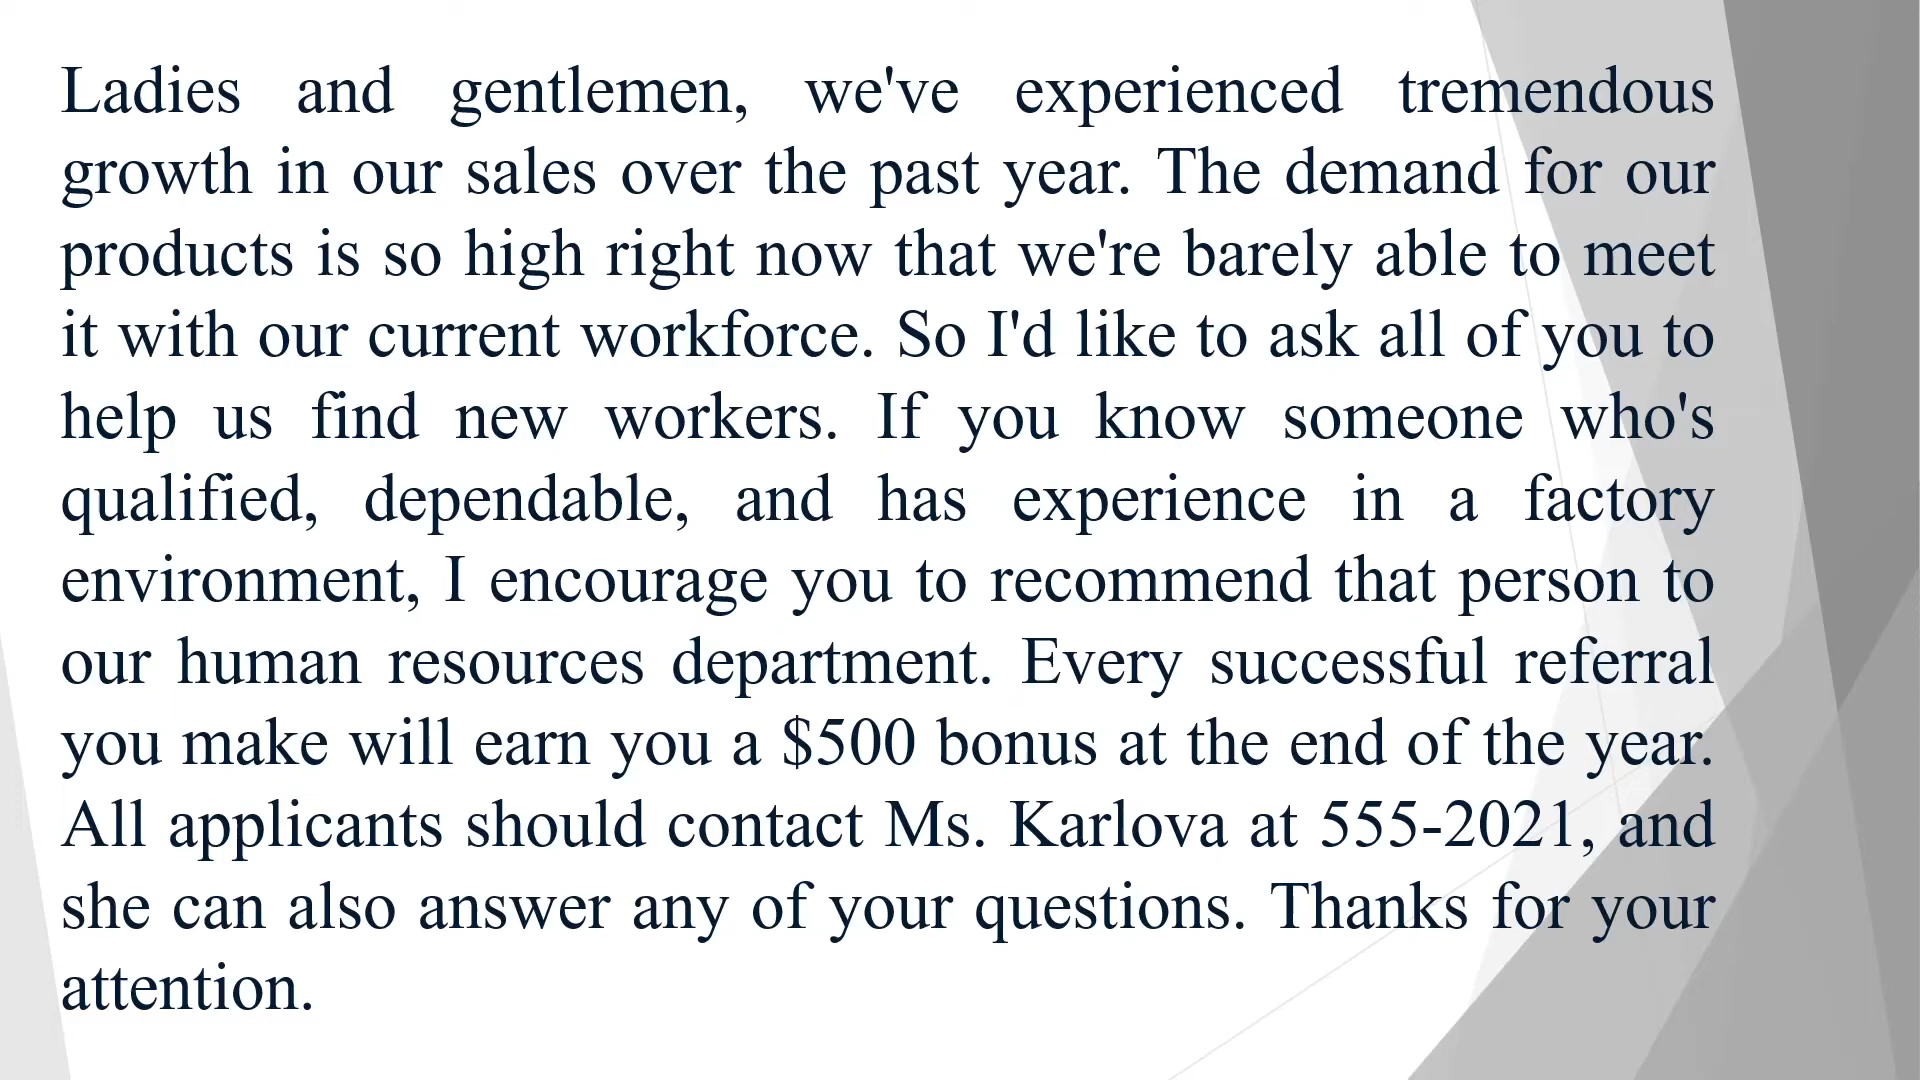 Ladies and gentlemen, we've experienced tremendous
growth in our sales over the past year. The demand for our
products is so high right now that we're barely able to meet
it with our current workforce. So I'd like to ask all of you to
help us find new workers. If you know someone who's
qualified, dependable, and has experience in a factory
environment, I encourage you to recommend that person to
our human resources department. Every successful referral
you make will earn you a $500 bonus at the end of the year.
All applicants should contact Ms. Karlova at 555-2021, and
she can also answer any of your questions. Thanks for your
attention.